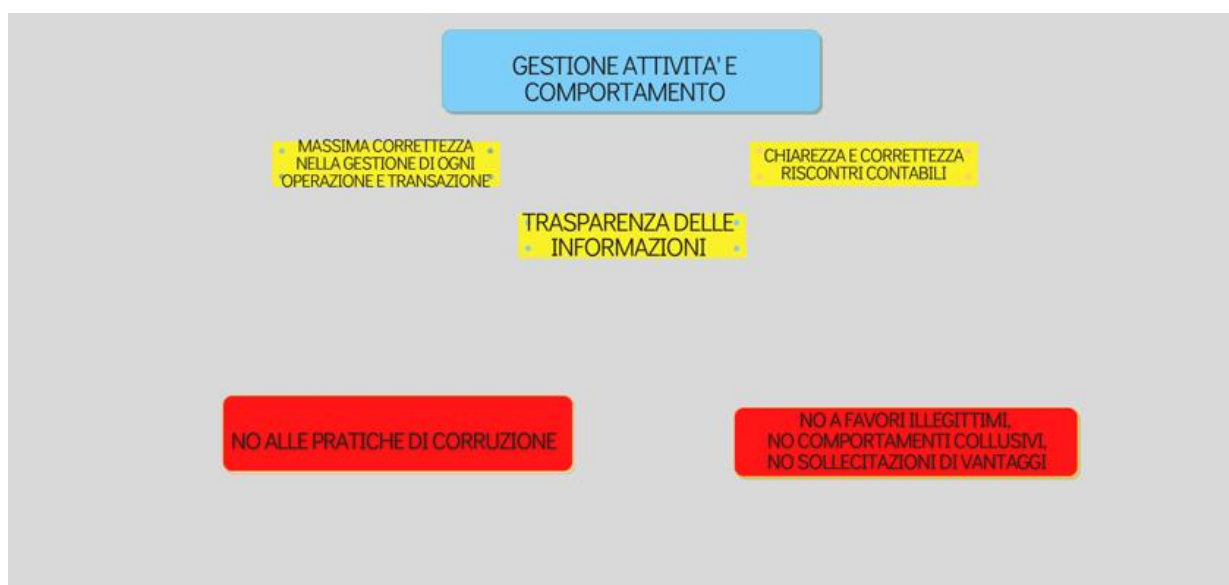 GESTIONE ATTIVITA' E
COMPORTAMENTO
MASSIMA CORRETTEZZA
NELLA GESTIONE DI OGNI
OPERAZIONE E TRANSAZIONE
CHIAREZZA E CORRETTEZZA
RISCONTRI CONTABILI
TRASPARENZA DELLE
INFORMAZIONI
NO ALLE PRATICHE DI CORRUZIONE
NO A FAVORI ILLEGITTIMI,
NO COMPORTAMENTI COLLUSIVI,
NO SOLLECITAZIONI DI VANTAGGI